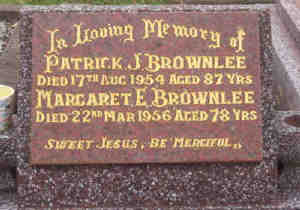 In Loving Memory of
PATRICK J. BROWNLEE
DIED 17TH AUG 1954 AGED 87 YRS
MARGARET E. BROWNLEE
DIED 22ND MAR 1956 AGED 78 YRS
SWEET JESUS, BE MERCIFUL,,